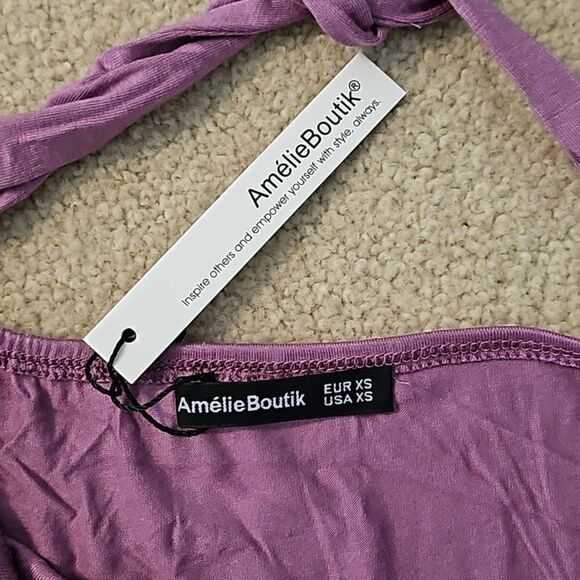 AmélieBoutik®
Inspire others and empower yourself with style, always.
AmélieBoutik
EUR XS
USA XS